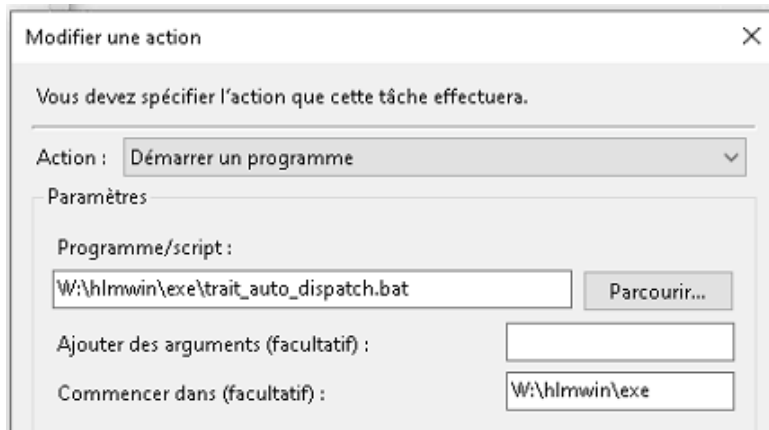 Modifier une action
Vous devez spécifier l'action que cette tâche effectuera.
Action : Démarrer un programme
Paramètres
Programme/script :
W:\hlmwin\exe\trait_auto_dispatch.bat Parcourir...
Ajouter des arguments (facultatif) :
Commencer dans (facultatif) : W:\hlmwin\exe